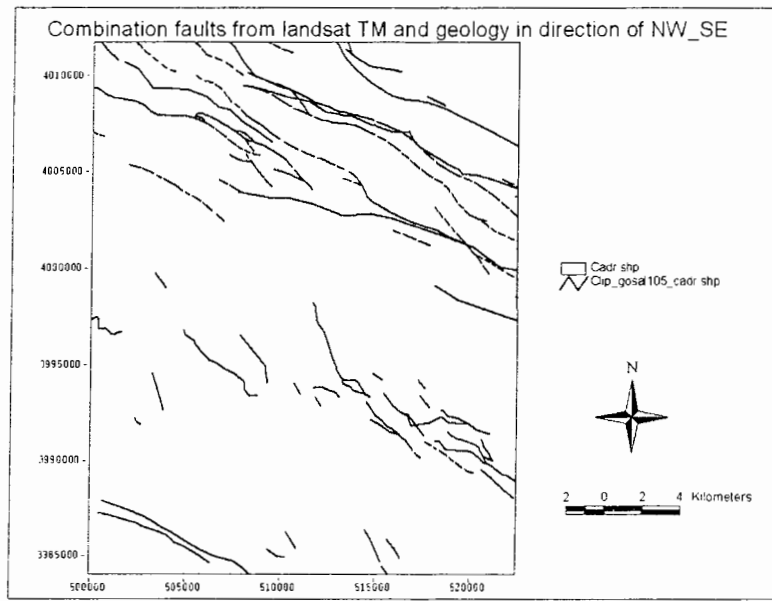 Combination faults from landsat TM and geology in direction of NW_SE
4010000
4005000
4000000
3995000
3990000
3985000
500000 505000 510000 515000 520000
Cadr shp
Clip_gosal105_cadr shp
N
2 0 2 4 Kilometers